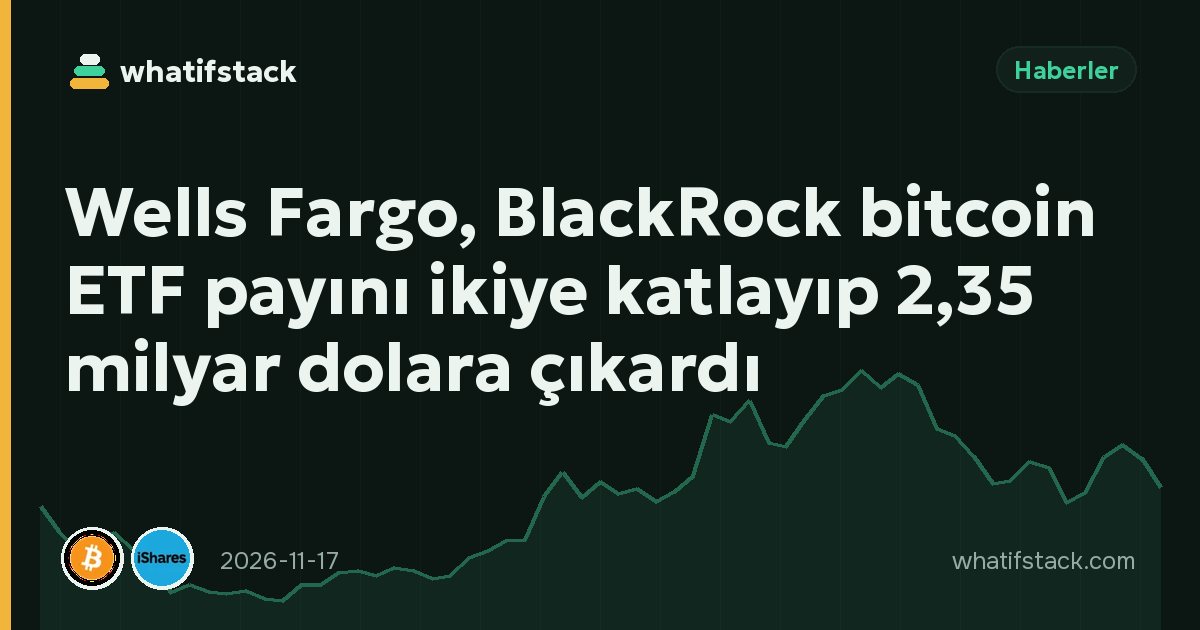 whatifstack
Haberler
Wells Fargo, BlackRock bitcoin
ETF payını ikiye katlayıp 2,35
milyar dolara çıkardı
iShares
2026-11-17
whatifstack.com